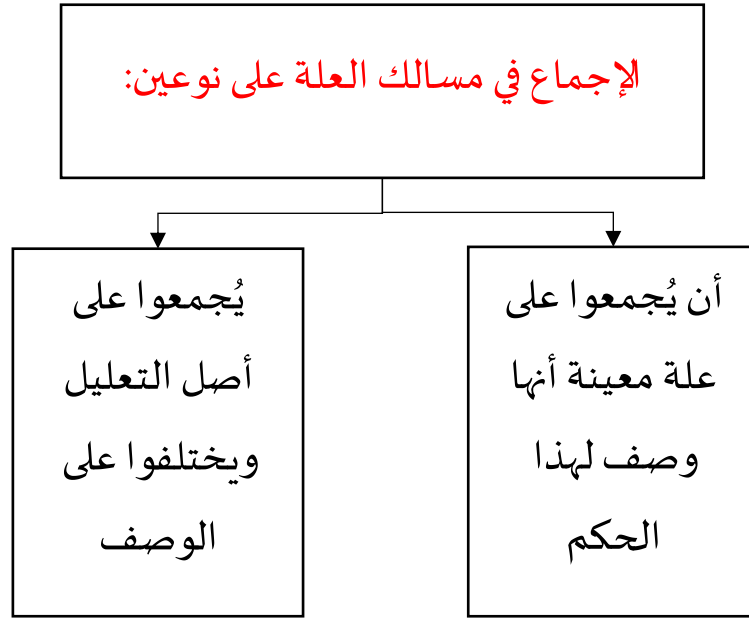 الإجماع في مسالك العلة على نوعين:
أن يُجمعوا على
علة معينة أنها
وصف لهذا
الحكم
يُجمعوا على
أصل التعليل
ويختلفوا على
الوصف